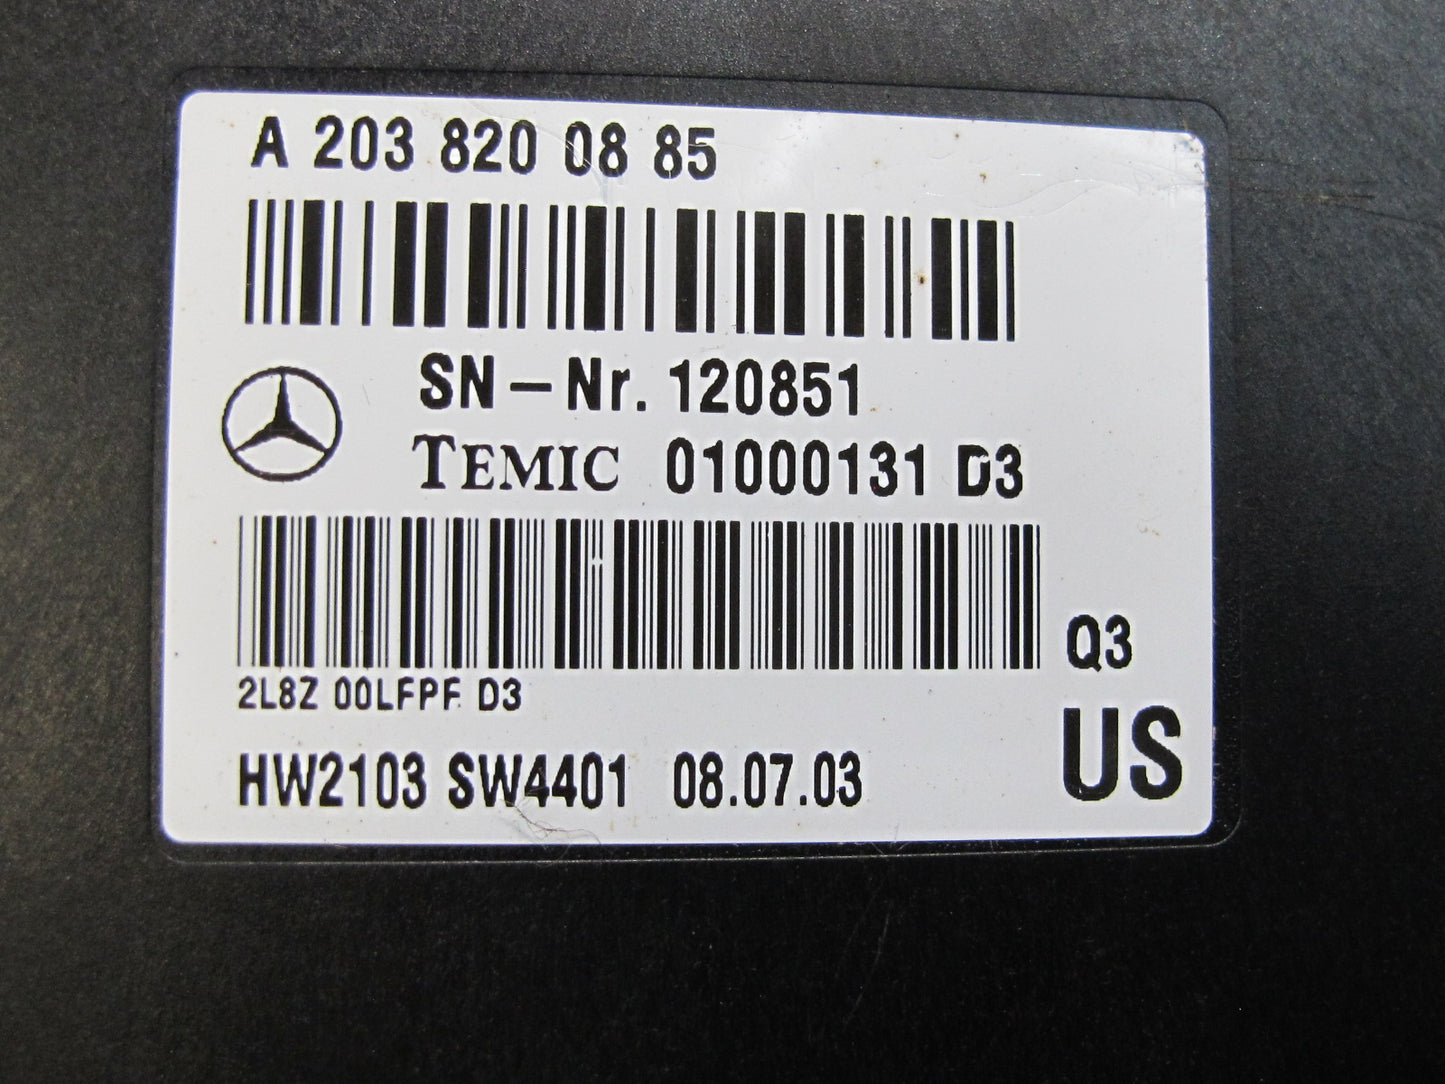 A 203 820 08 85
SN-Nr. 120851
TEMIC 01000131 D3
Q3
2L8Z 00LFPF D3
US
HW2103 SW4401 08.07.03